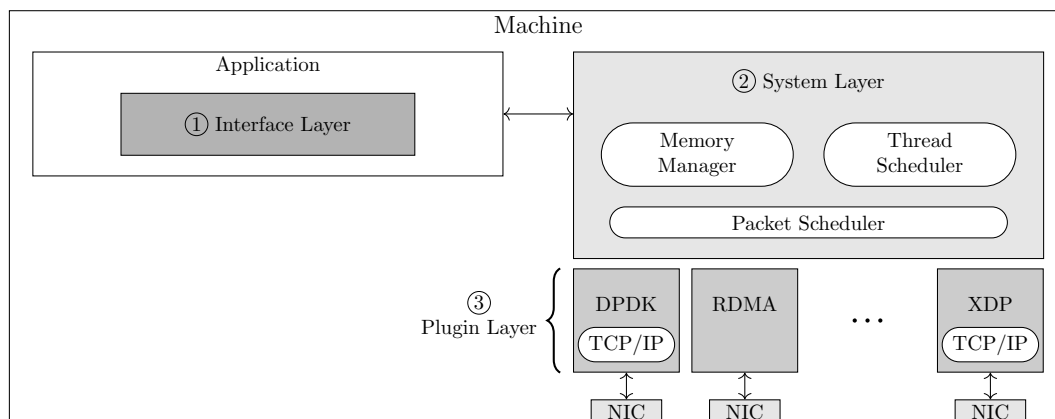 Machine
Application
① Interface Layer
② System Layer
Memory
Manager
Thread
Scheduler
Packet Scheduler
③
Plugin Layer
DPDK
TCP/IP
RDMA
...
XDP
TCP/IP
NIC
NIC
NIC